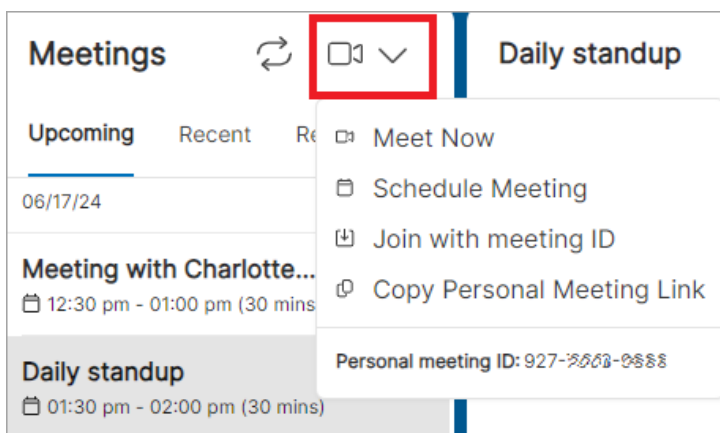 Meetings
Daily standup
Upcoming Recent Re
Meet Now
Schedule Meeting
Join with meeting ID
Copy Personal Meeting Link
Personal meeting ID: 927-
06/17/24
Meeting with Charlotte...
12:30 pm - 01:00 pm (30 mins
Daily standup
01:30 pm - 02:00 pm (30 mins)